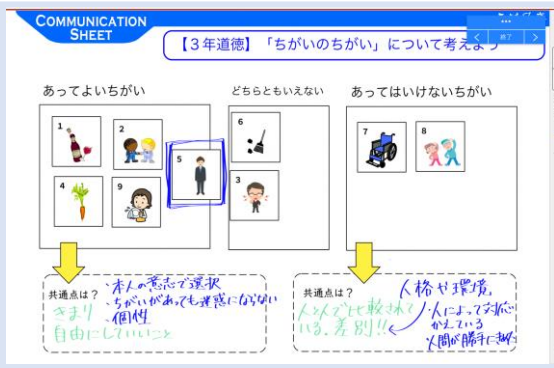 COMMUNICATION
SHEET
【3年道徳】「ちがいのちがい」について考えよう
終了
あってよいちがい
どちらともいえない
あってはいけないちがい
1
2
5
6
7
8
4
9
3
共通点は?
・本人の意志で選択
・ちがいがあっても迷惑にならない
・個性
きまり
自由にしていいこと
共通点は?
人格や環境
人と人で比較されて
いる。差別!!
・人によって対応
かえている
人間が勝手に